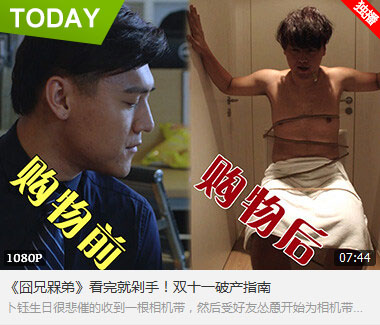 TODAY
独播
购物前
购物后
1080P
07:44
《囧兄槑弟》看完就剁手！双十一破产指南
卜钰生日很悲催的收到一根相机带，然后受好友怂恿开始为相机带...